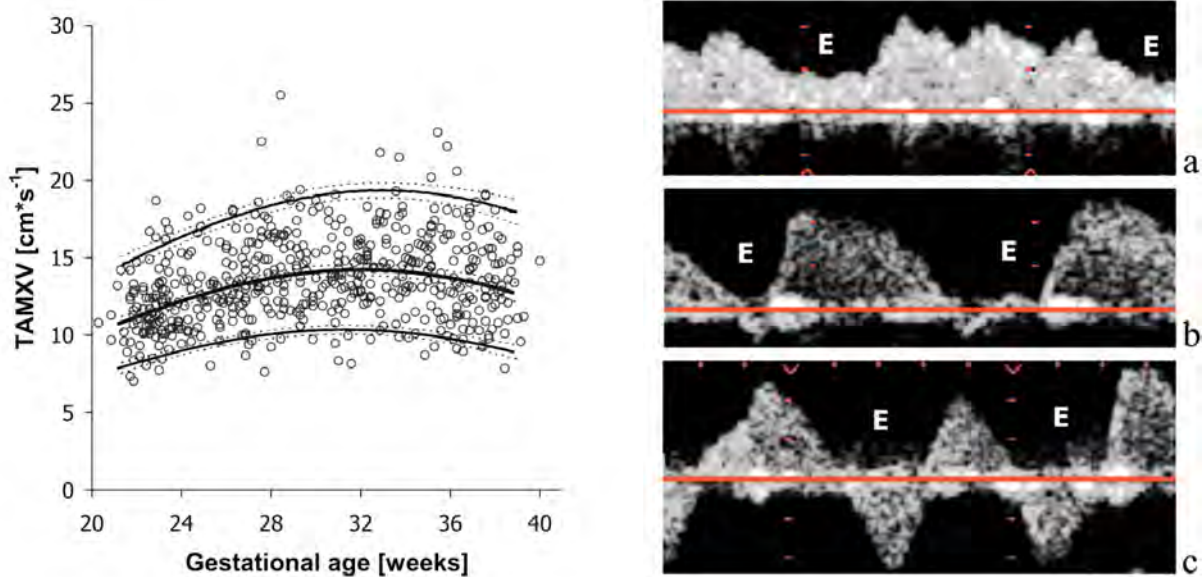 30
25
20
15
10
5
0
TAMXV [cm*s⁻¹]
20 24 28 32 36 40
Gestational age [weeks]
E E
a
E E
b
E E
c